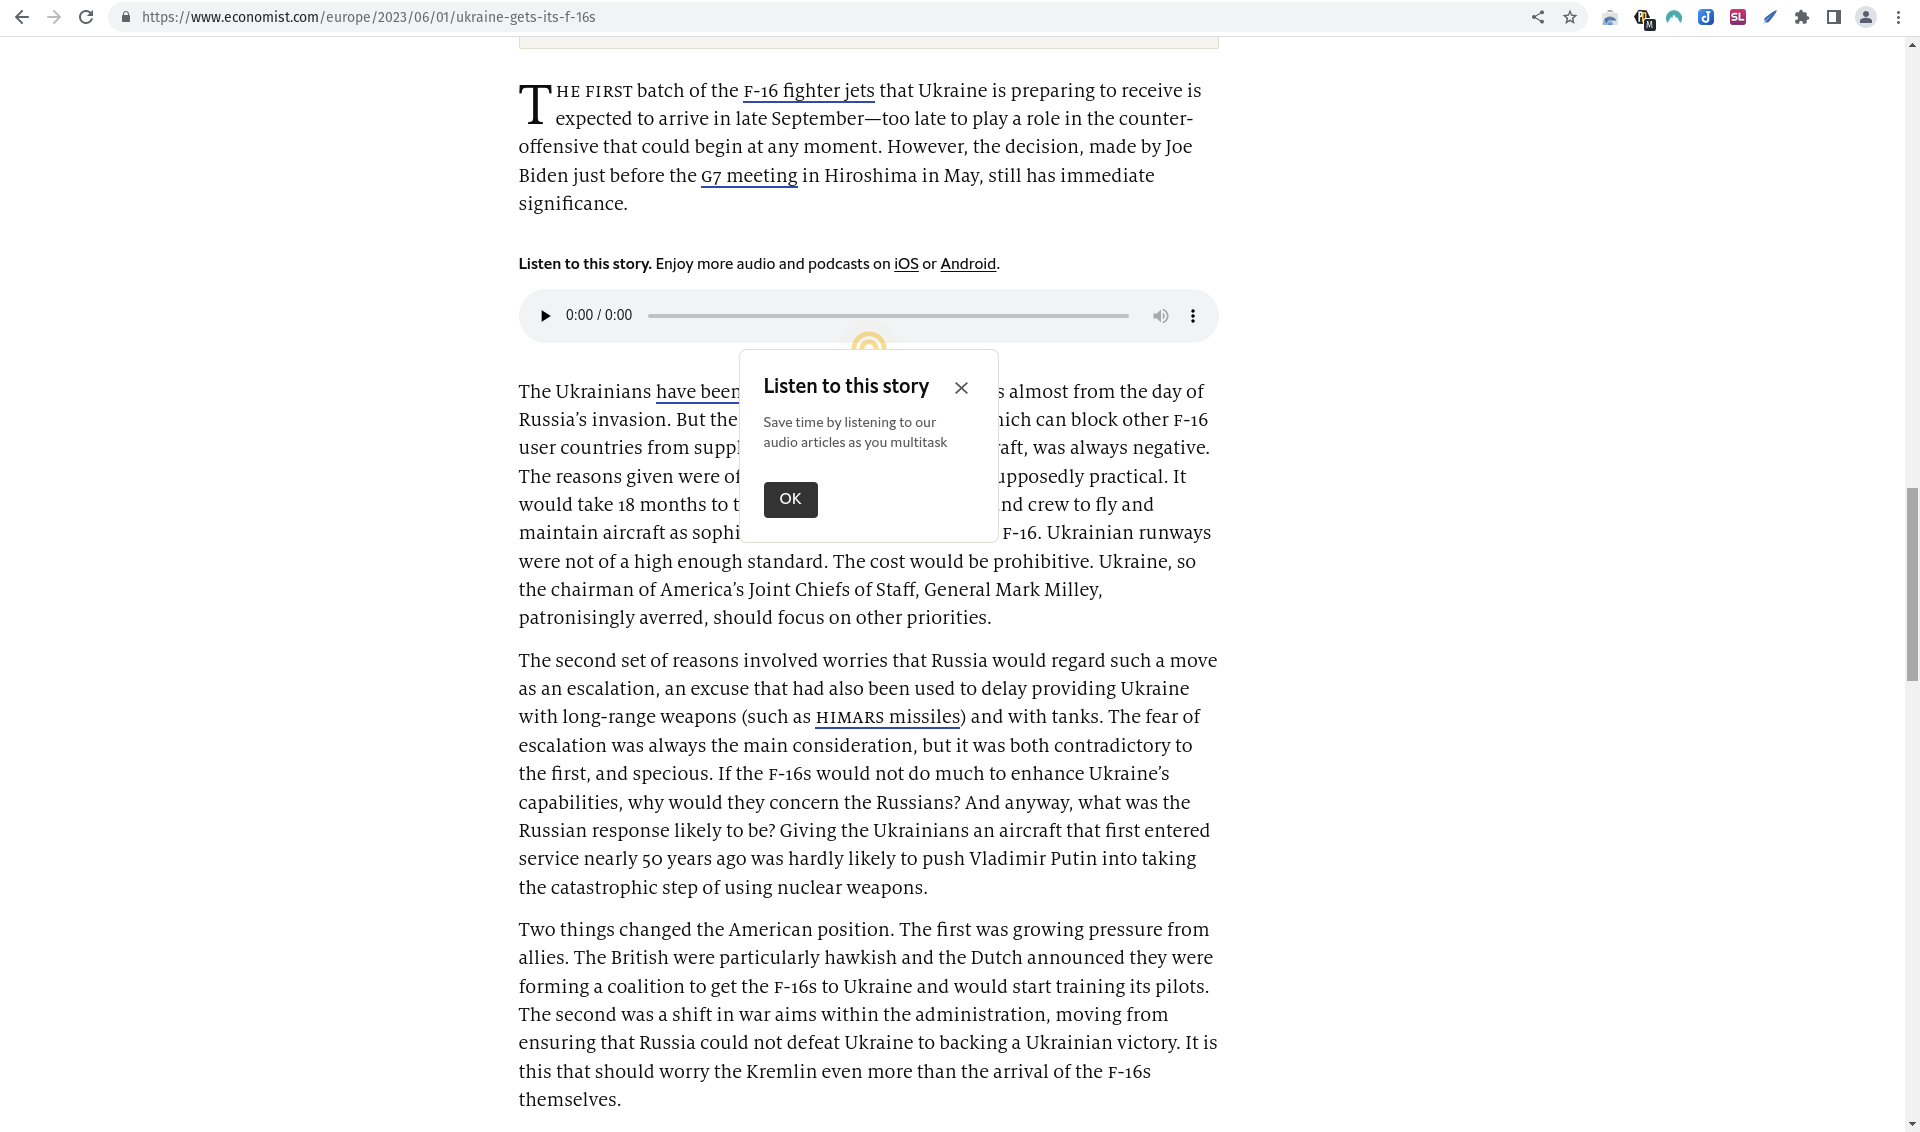 https://www.economist.com/europe/2023/06/01/ukraine-gets-its-f-16s
M
J
SL
THE FIRST batch of the F-16 fighter jets that Ukraine is preparing to receive is
expected to arrive in late September—too late to play a role in the counter-
offensive that could begin at any moment. However, the decision, made by Joe
Biden just before the G7 meeting in Hiroshima in May, still has immediate
significance.
Listen to this story. Enjoy more audio and podcasts on iOS or Android.
0:00 / 0:00
Listen to this story
Save time by listening to our
audio articles as you multitask
OK
The Ukrainians have been s almost from the day of
Russia’s invasion. But the hich can block other F-16
user countries from suppl raft, was always negative.
The reasons given were of upposedly practical. It
would take 18 months to t nd crew to fly and
maintain aircraft as sophi F-16. Ukrainian runways
were not of a high enough standard. The cost would be prohibitive. Ukraine, so
the chairman of America’s Joint Chiefs of Staff, General Mark Milley,
patronisingly averred, should focus on other priorities.
The second set of reasons involved worries that Russia would regard such a move
as an escalation, an excuse that had also been used to delay providing Ukraine
with long-range weapons (such as HIMARS missiles) and with tanks. The fear of
escalation was always the main consideration, but it was both contradictory to
the first, and specious. If the F-16s would not do much to enhance Ukraine’s
capabilities, why would they concern the Russians? And anyway, what was the
Russian response likely to be? Giving the Ukrainians an aircraft that first entered
service nearly 50 years ago was hardly likely to push Vladimir Putin into taking
the catastrophic step of using nuclear weapons.
Two things changed the American position. The first was growing pressure from
allies. The British were particularly hawkish and the Dutch announced they were
forming a coalition to get the F-16s to Ukraine and would start training its pilots.
The second was a shift in war aims within the administration, moving from
ensuring that Russia could not defeat Ukraine to backing a Ukrainian victory. It is
this that should worry the Kremlin even more than the arrival of the F-16s
themselves.